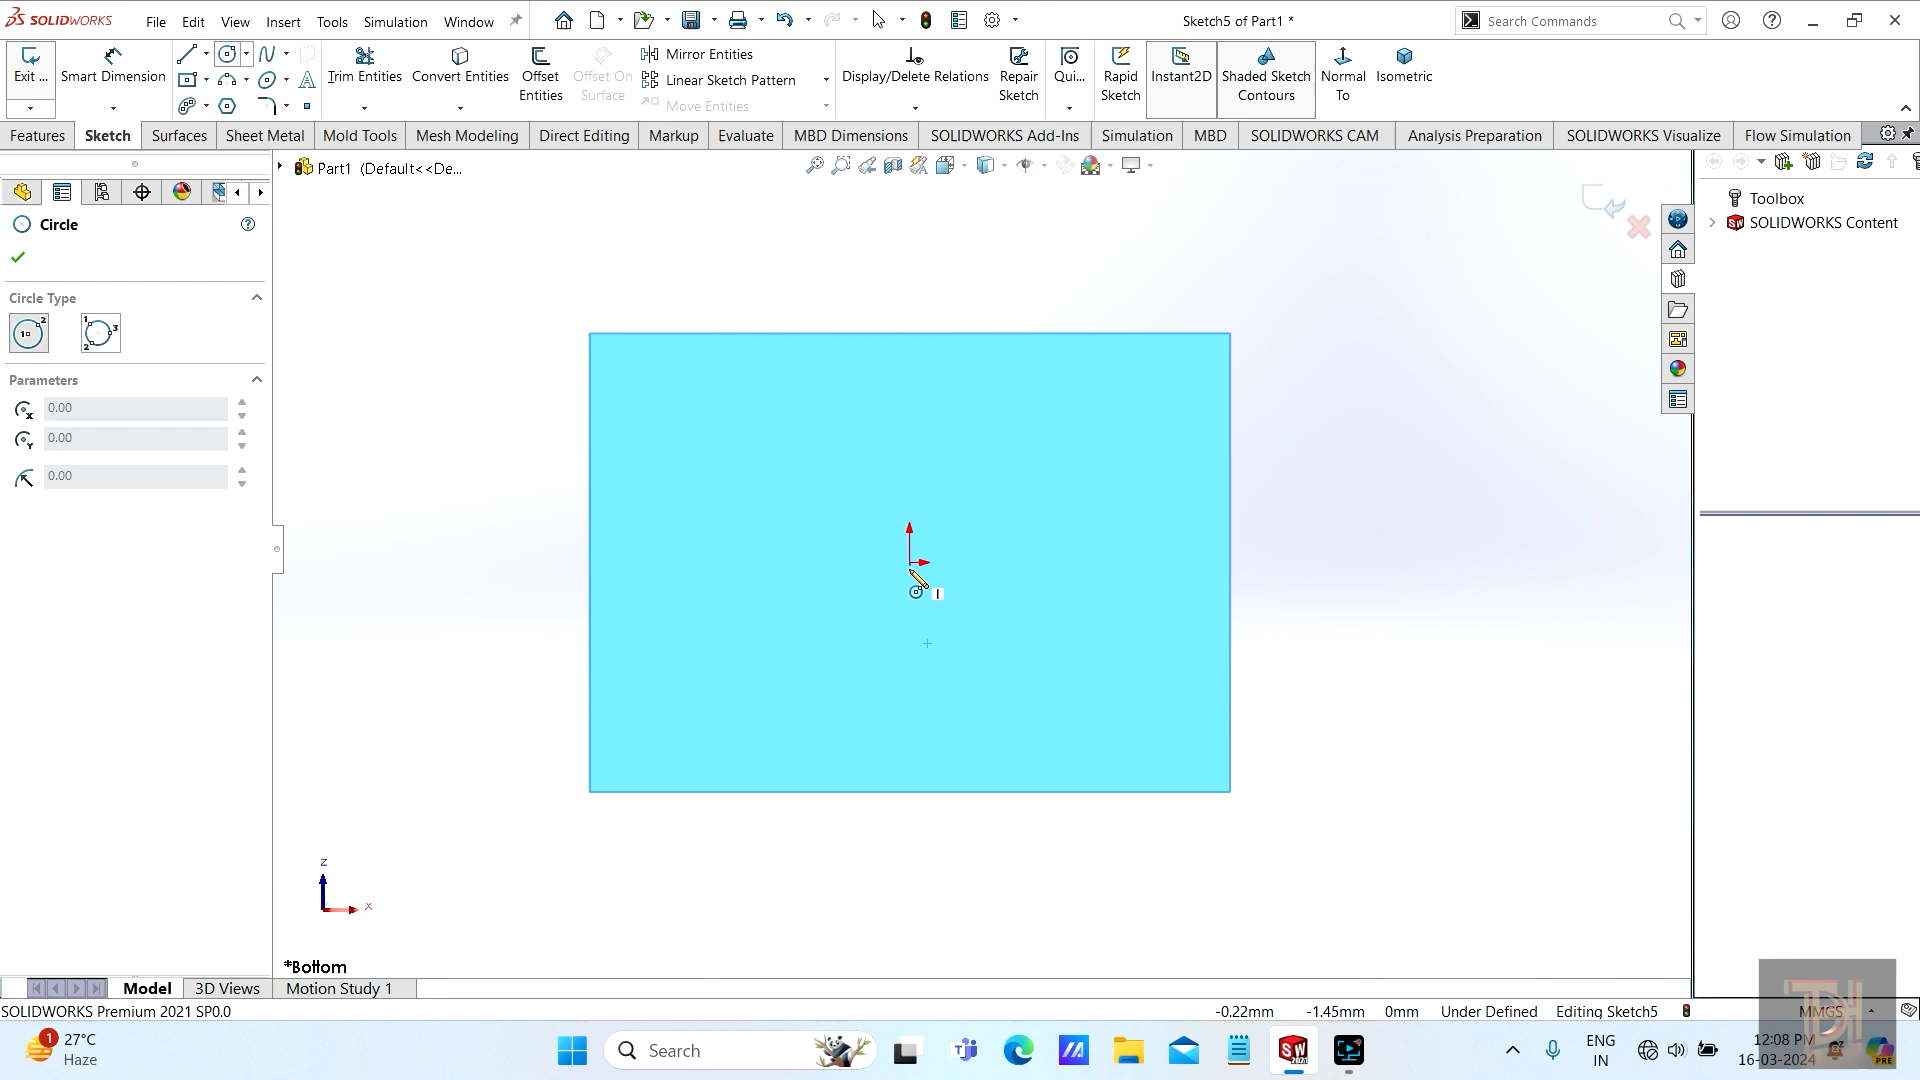 SOLIDWORKS File Edit View Insert Tools Simulation Window Sketch5 of Part1 * Search Commands
Exit ... Smart Dimension Trim Entities Convert Entities Offset Entities Offset On Surface Mirror Entities Linear Sketch Pattern Move Entities Display/Delete Relations Repair Sketch Qui... Rapid Sketch Instant2D Shaded Sketch Contours Normal To Isometric
Features Sketch Surfaces Sheet Metal Mold Tools Mesh Modeling Direct Editing Markup Evaluate MBD Dimensions SOLIDWORKS Add-Ins Simulation MBD SOLIDWORKS CAM Analysis Preparation SOLIDWORKS Visualize Flow Simulation
Part1 (Default<<De...
Toolbox
SOLIDWORKS Content
Circle
Circle Type
Parameters
0.00
0.00
0.00
z
x
*Bottom
Model 3D Views Motion Study 1
SOLIDWORKS Premium 2021 SP0.0 -0.22mm -1.45mm 0mm Under Defined Editing Sketch5 MMGS
1 27°C
Haze
Search
ENG
IN
12:08 PM
16-03-2024